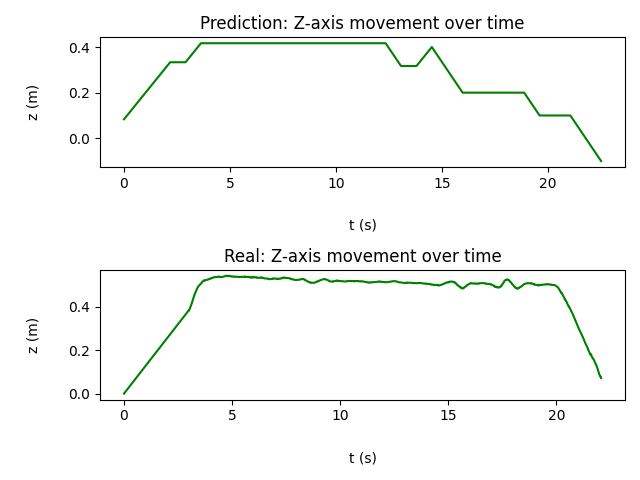 Prediction: Z-axis movement over time
0.4
0.2
0.0
z (m)
0 5 10 15 20
t (s)
Real: Z-axis movement over time
0.4
0.2
0.0
z (m)
0 5 10 15 20
t (s)